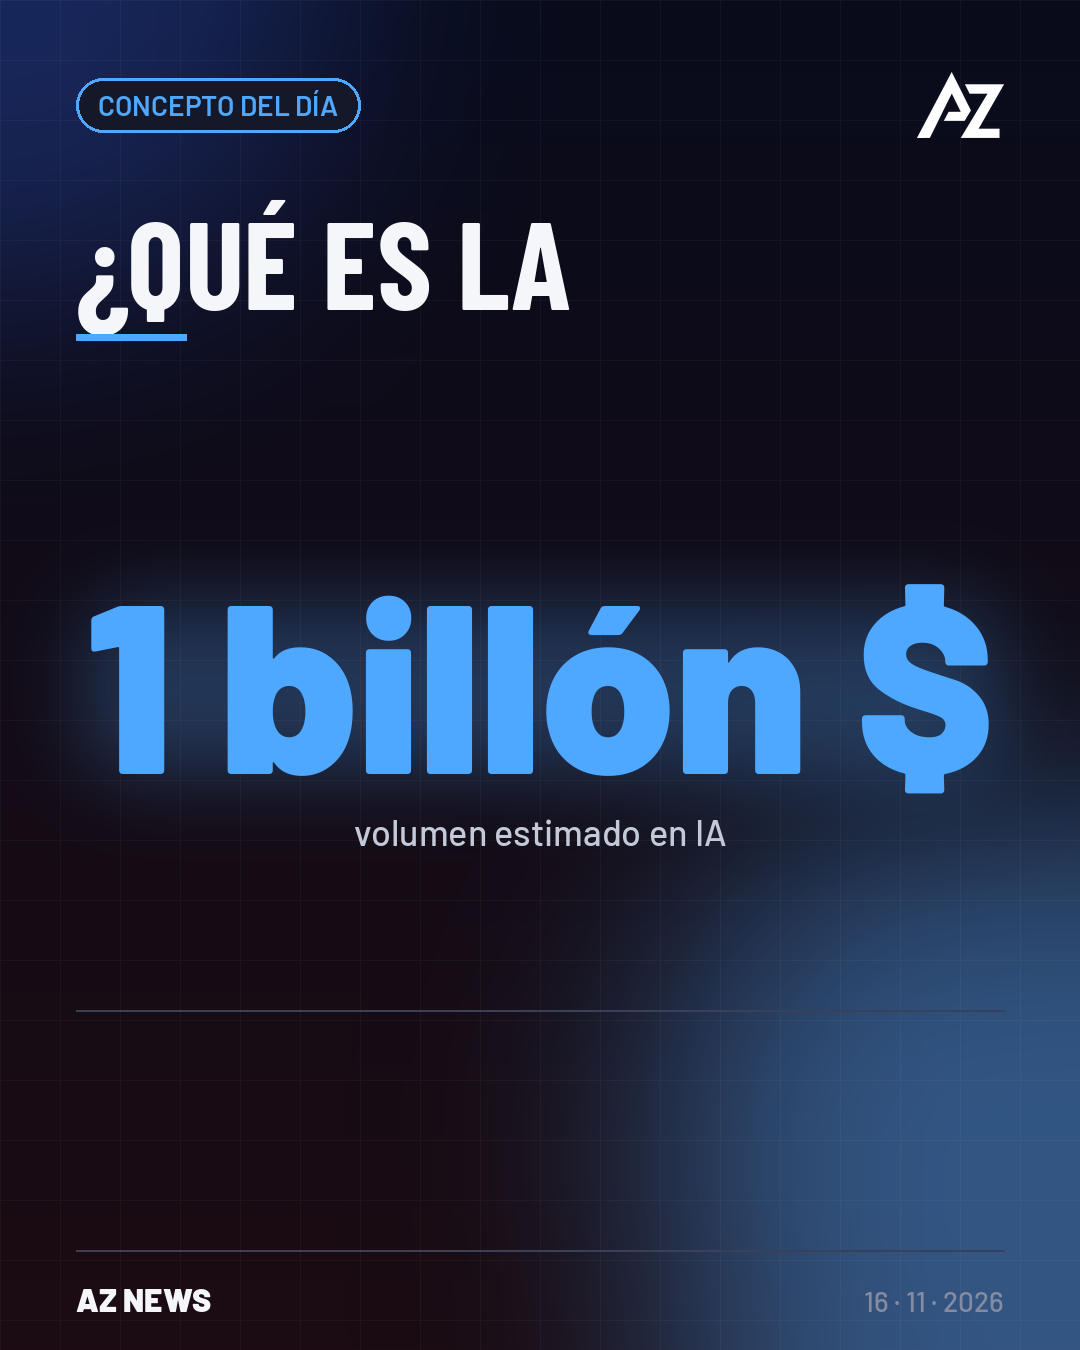 CONCEPTO DEL DÍA
AZ
¿QUÉ ES LA
1 billón $
volumen estimado en IA
AZ NEWS
16 · 11 · 2026